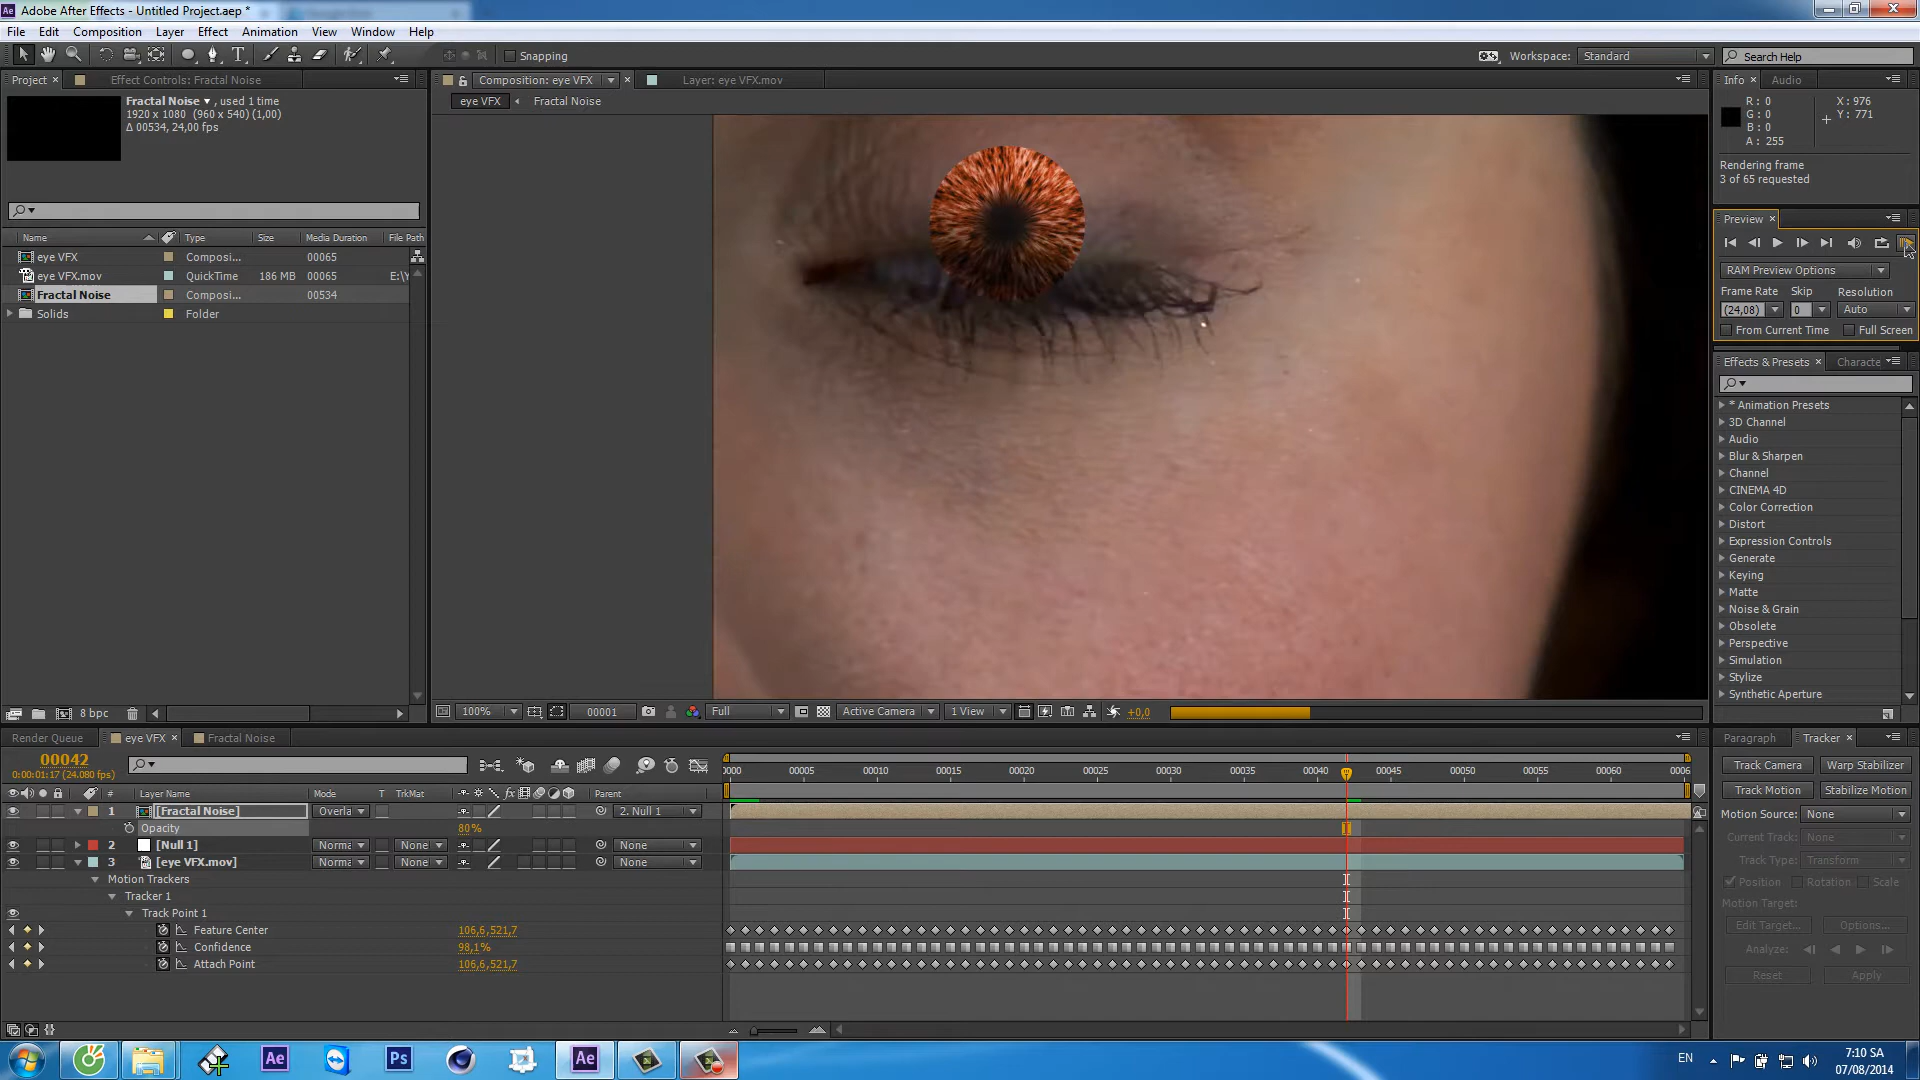 Adobe After Effects - Untitled Project.aep *
File Edit Composition Layer Effect Animation View Window Help
Snapping
Workspace: Standard
Search Help
Project
Effect Controls: Fractal Noise
Fractal Noise , used 1 time
1920 x 1080 (960 x 540) (1,00)
Δ 00534, 24,00 fps
Name Type Size Media Duration File Path
eye VFX Composi... 00065
eye VFX.mov QuickTime 186 MB 00065 E:\Y
Fractal Noise Composi... 00534
Solids Folder
8 bpc
Composition: eye VFX
Layer: eye VFX.mov
eye VFX Fractal Noise
100% 00001 Full Active Camera 1 View +0,0
Info Audio
R: 0
G: 0
B: 0
A: 255
X: 976
Y: 771
Rendering frame
3 of 65 requested
Preview
RAM Preview Options
Frame Rate Skip Resolution
(24,08) 0 Auto
From Current Time Full Screen
Effects & Presets Characte
* Animation Presets
3D Channel
Audio
Blur & Sharpen
Channel
CINEMA 4D
Color Correction
Distort
Expression Controls
Generate
Keying
Matte
Noise & Grain
Obsolete
Perspective
Simulation
Stylize
Synthetic Aperture
Paragraph Tracker
Track Camera Warp Stabilizer
Track Motion Stabilize Motion
Motion Source: None
Current Track: None
Track Type: Transform
Position Rotation Scale
Motion Target:
Edit Target... Options...
Analyze:
Reset Apply
Render Queue eye VFX Fractal Noise
00042
0:00:01:17 (24.080 fps)
0000 00005 00010 00015 00020 00025 00030 00035 00040 00045 00050 00055 00060 0006
# Layer Name Mode T TrkMat Parent
1 [Fractal Noise] Overla 2. Null 1
Opacity 80%
2 [Null 1] Norma None None
3 [eye VFX.mov] Norma None None
Motion Trackers
Tracker 1
Track Point 1
Feature Center 106,6,521,7
Confidence 98,1%
Attach Point 106,6,521,7
EN
7:10 SA
07/08/2014